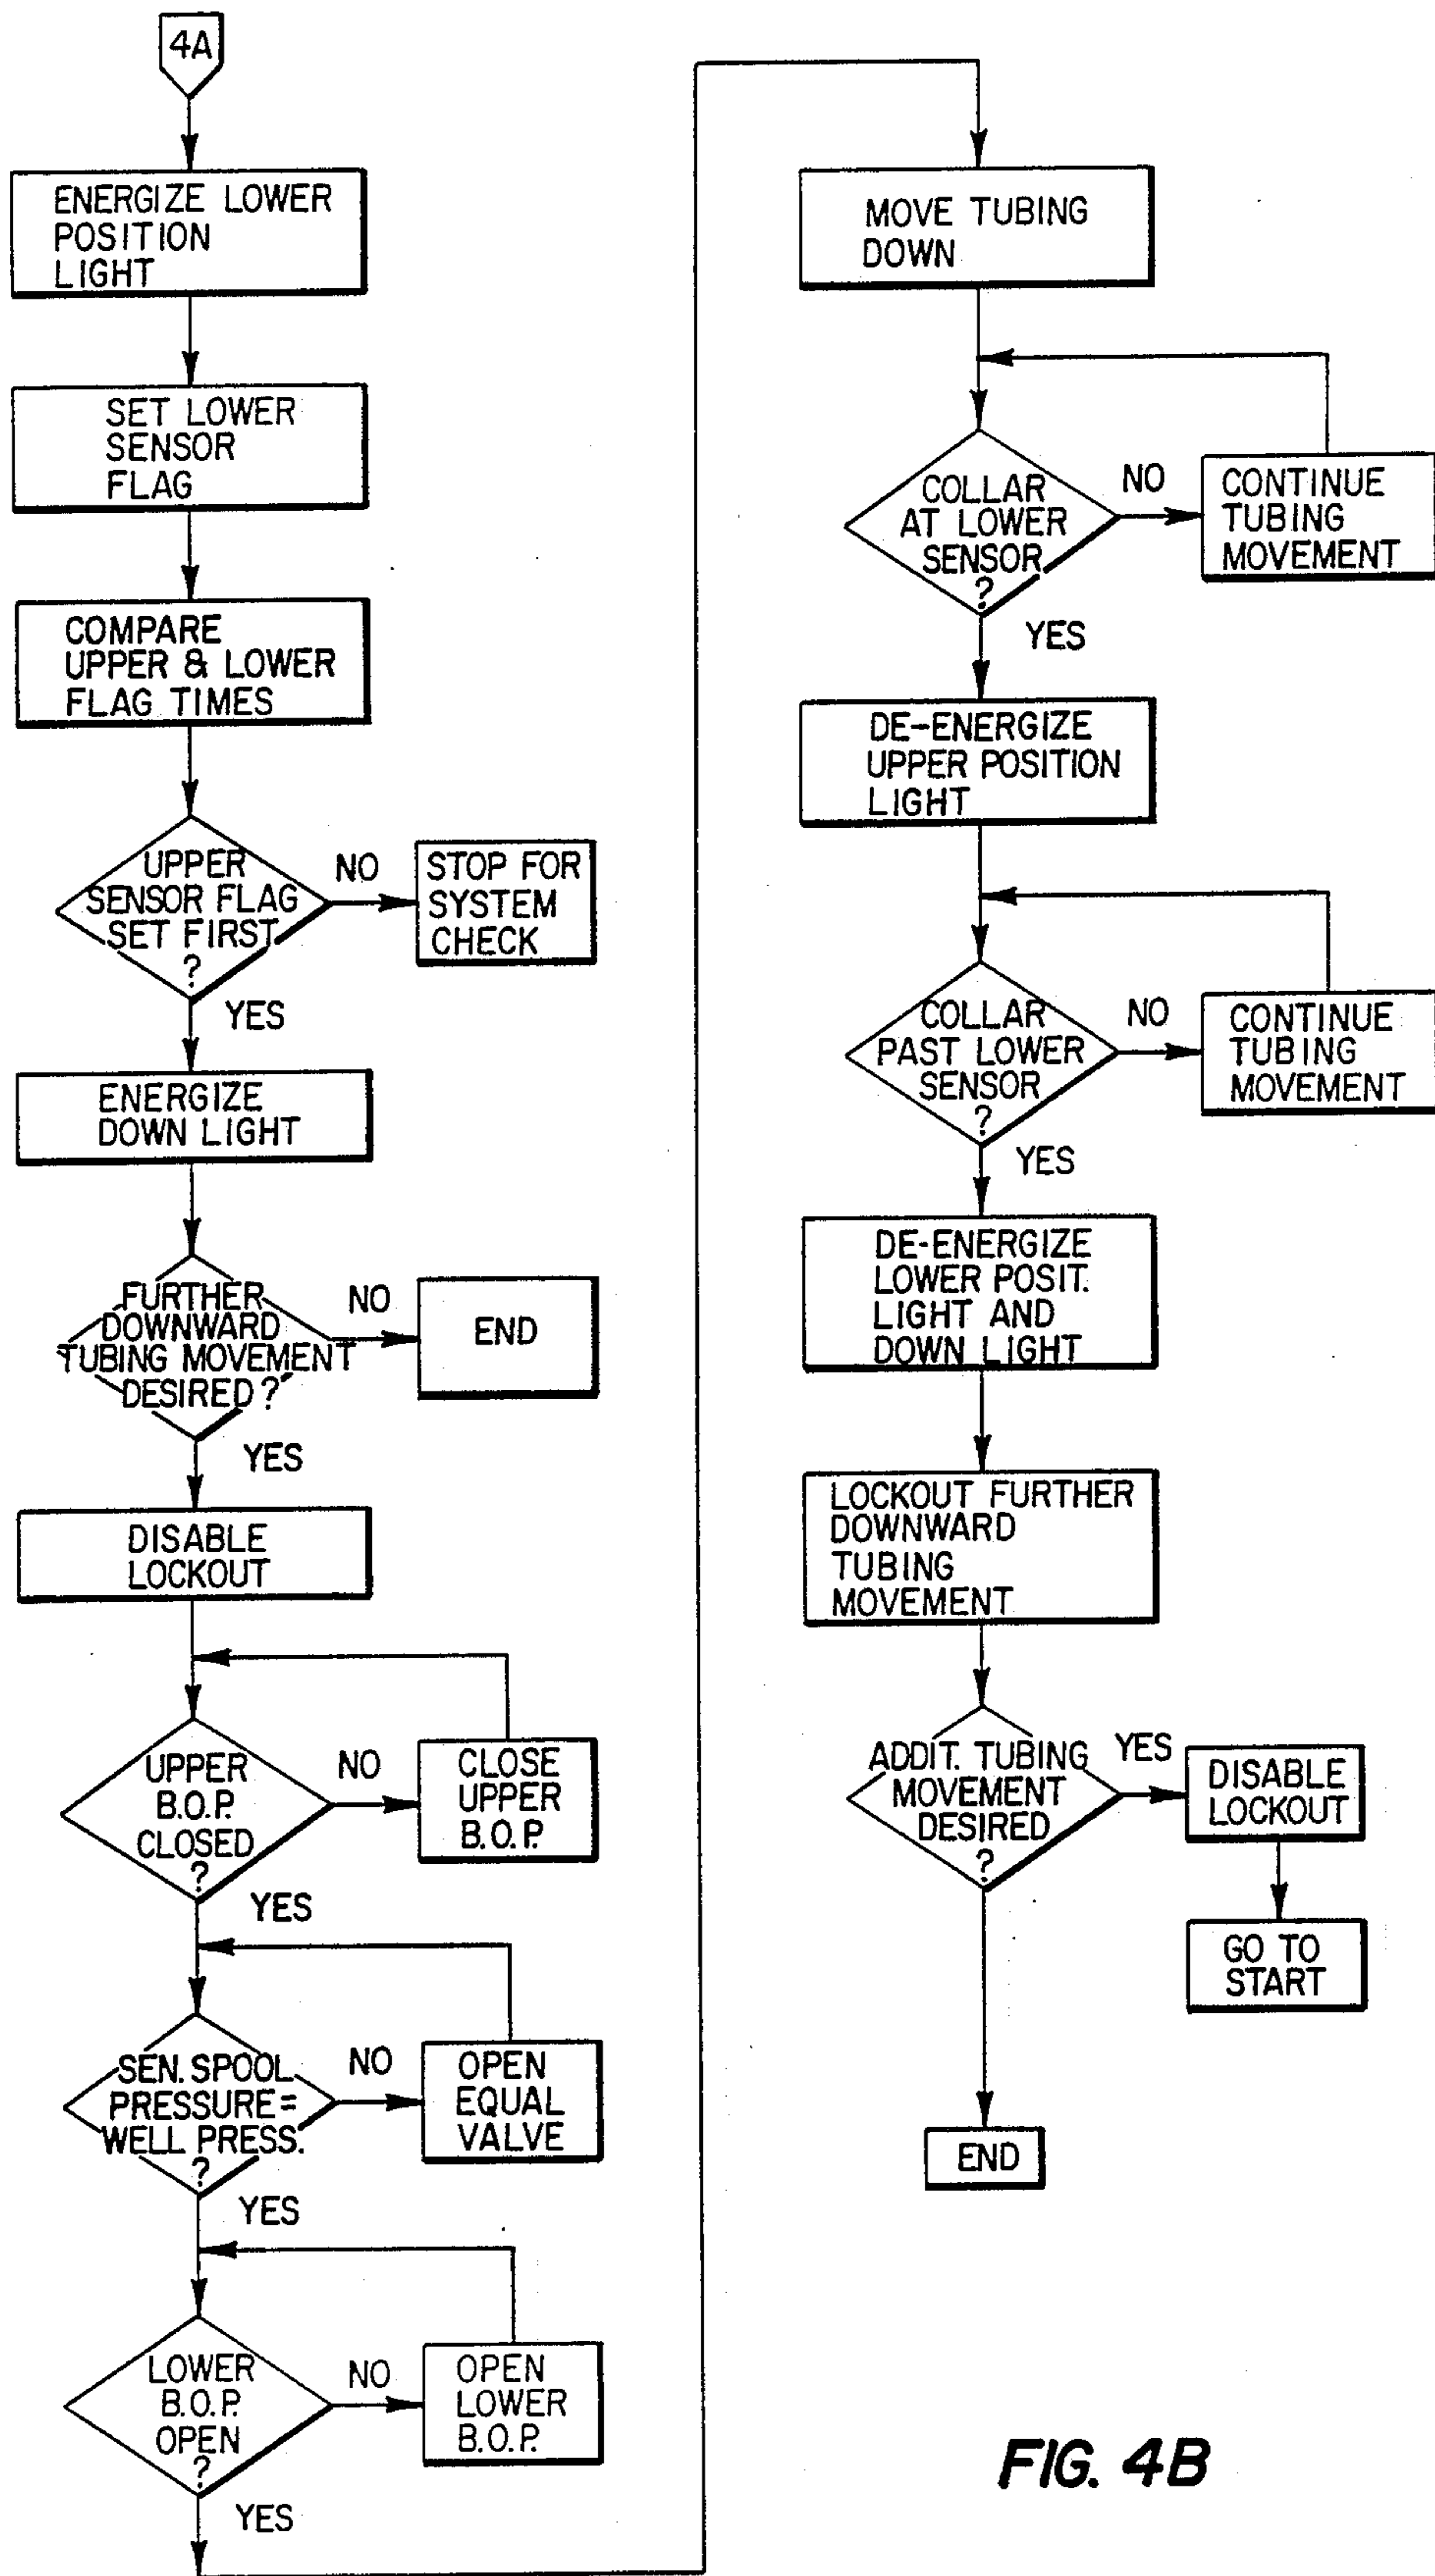 4A
ENERGIZE LOWER
POSITION
LIGHT
SET LOWER
SENSOR
FLAG
COMPARE
UPPER & LOWER
FLAG TIMES
UPPER
SENSOR FLAG
SET FIRST
?
NO
STOP FOR
SYSTEM
CHECK
YES
ENERGIZE
DOWN LIGHT
FURTHER
DOWNWARD
TUBING MOVEMENT
DESIRED?
NO
END
YES
DISABLE
LOCKOUT
UPPER
B.O.P.
CLOSED
?
NO
CLOSE
UPPER
B.O.P.
YES
SEN. SPOOL
PRESSURE=
WELL PRESS.
?
NO
OPEN
EQUAL
VALVE
YES
LOWER
B.O.P.
OPEN
?
NO
OPEN
LOWER
B.O.P.
YES
MOVE TUBING
DOWN
COLLAR
AT LOWER
SENSOR
?
NO
CONTINUE
TUBING
MOVEMENT
YES
DE-ENERGIZE
UPPER POSITION
LIGHT
COLLAR
PAST LOWER
SENSOR
?
NO
CONTINUE
TUBING
MOVEMENT
YES
DE-ENERGIZE
LOWER POSIT.
LIGHT AND
DOWN LIGHT
LOCKOUT FURTHER
DOWNWARD
TUBING
MOVEMENT
ADDIT. TUBING
MOVEMENT
DESIRED
?
YES
DISABLE
LOCKOUT
GO TO
START
END
FIG. 4B